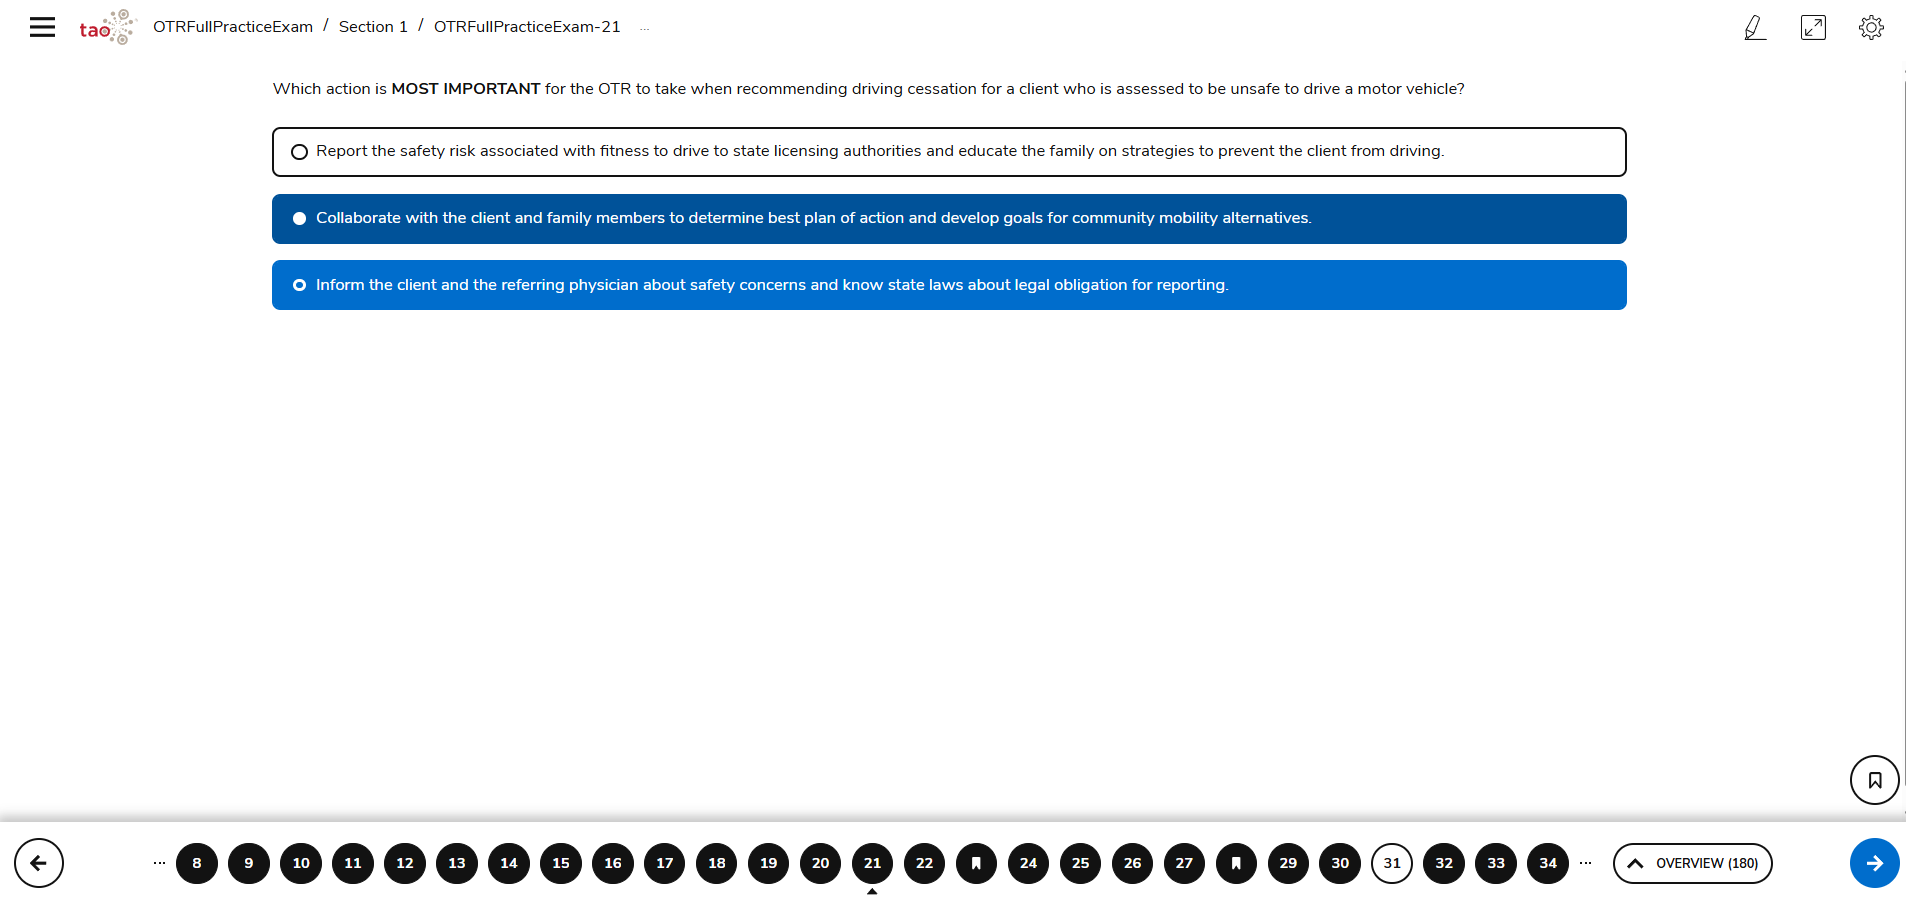 tao OTRFullPracticeExam / Section 1 / OTRFullPracticeExam-21 ...
Which action is MOST IMPORTANT for the OTR to take when recommending driving cessation for a client who is assessed to be unsafe to drive a motor vehicle?
Report the safety risk associated with fitness to drive to state licensing authorities and educate the family on strategies to prevent the client from driving.
Collaborate with the client and family members to determine best plan of action and develop goals for community mobility alternatives.
Inform the client and the referring physician about safety concerns and know state laws about legal obligation for reporting.
... 8 9 10 11 12 13 14 15 16 17 18 19 20 21 22 24 25 26 27 29 30 31 32 33 34 ... OVERVIEW (180)